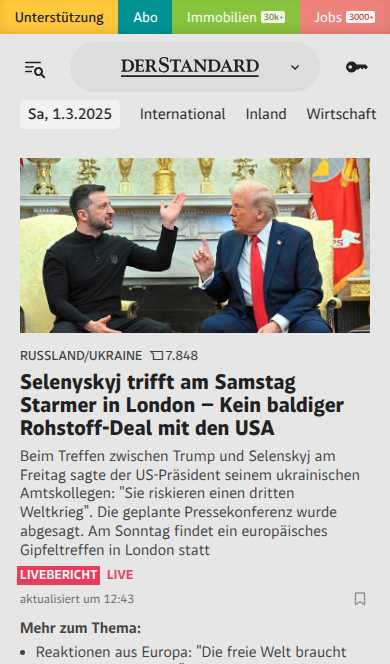 Unterstützung Abo Immobilien 30k+ Jobs 3000+
DERSTANDARD
Sa, 1.3.2025 International Inland Wirtschaft
RUSSLAND/UKRAINE 7.848
Selenyskyj trifft am Samstag
Starmer in London – Kein baldiger
Rohstoff-Deal mit den USA
Beim Treffen zwischen Trump und Selenskyj am
Freitag sagte der US-Präsident seinem ukrainischen
Amtskollegen: "Sie riskieren einen dritten
Weltkrieg". Die geplante Pressekonferenz wurde
abgesagt. Am Sonntag findet ein europäisches
Gipfeltreffen in London statt
LIVEBERICHT LIVE
aktualisiert um 12:43
Mehr zum Thema:
• Reaktionen aus Europa: "Die freie Welt braucht